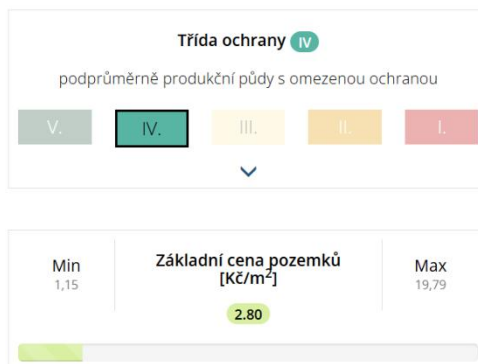 Třída ochrany IV
podprůměrně produkční půdy s omezenou ochranou
V. IV. III. II. I.
Min Základní cena pozemků [Kč/m²] Max
1,15 19,79
2.80